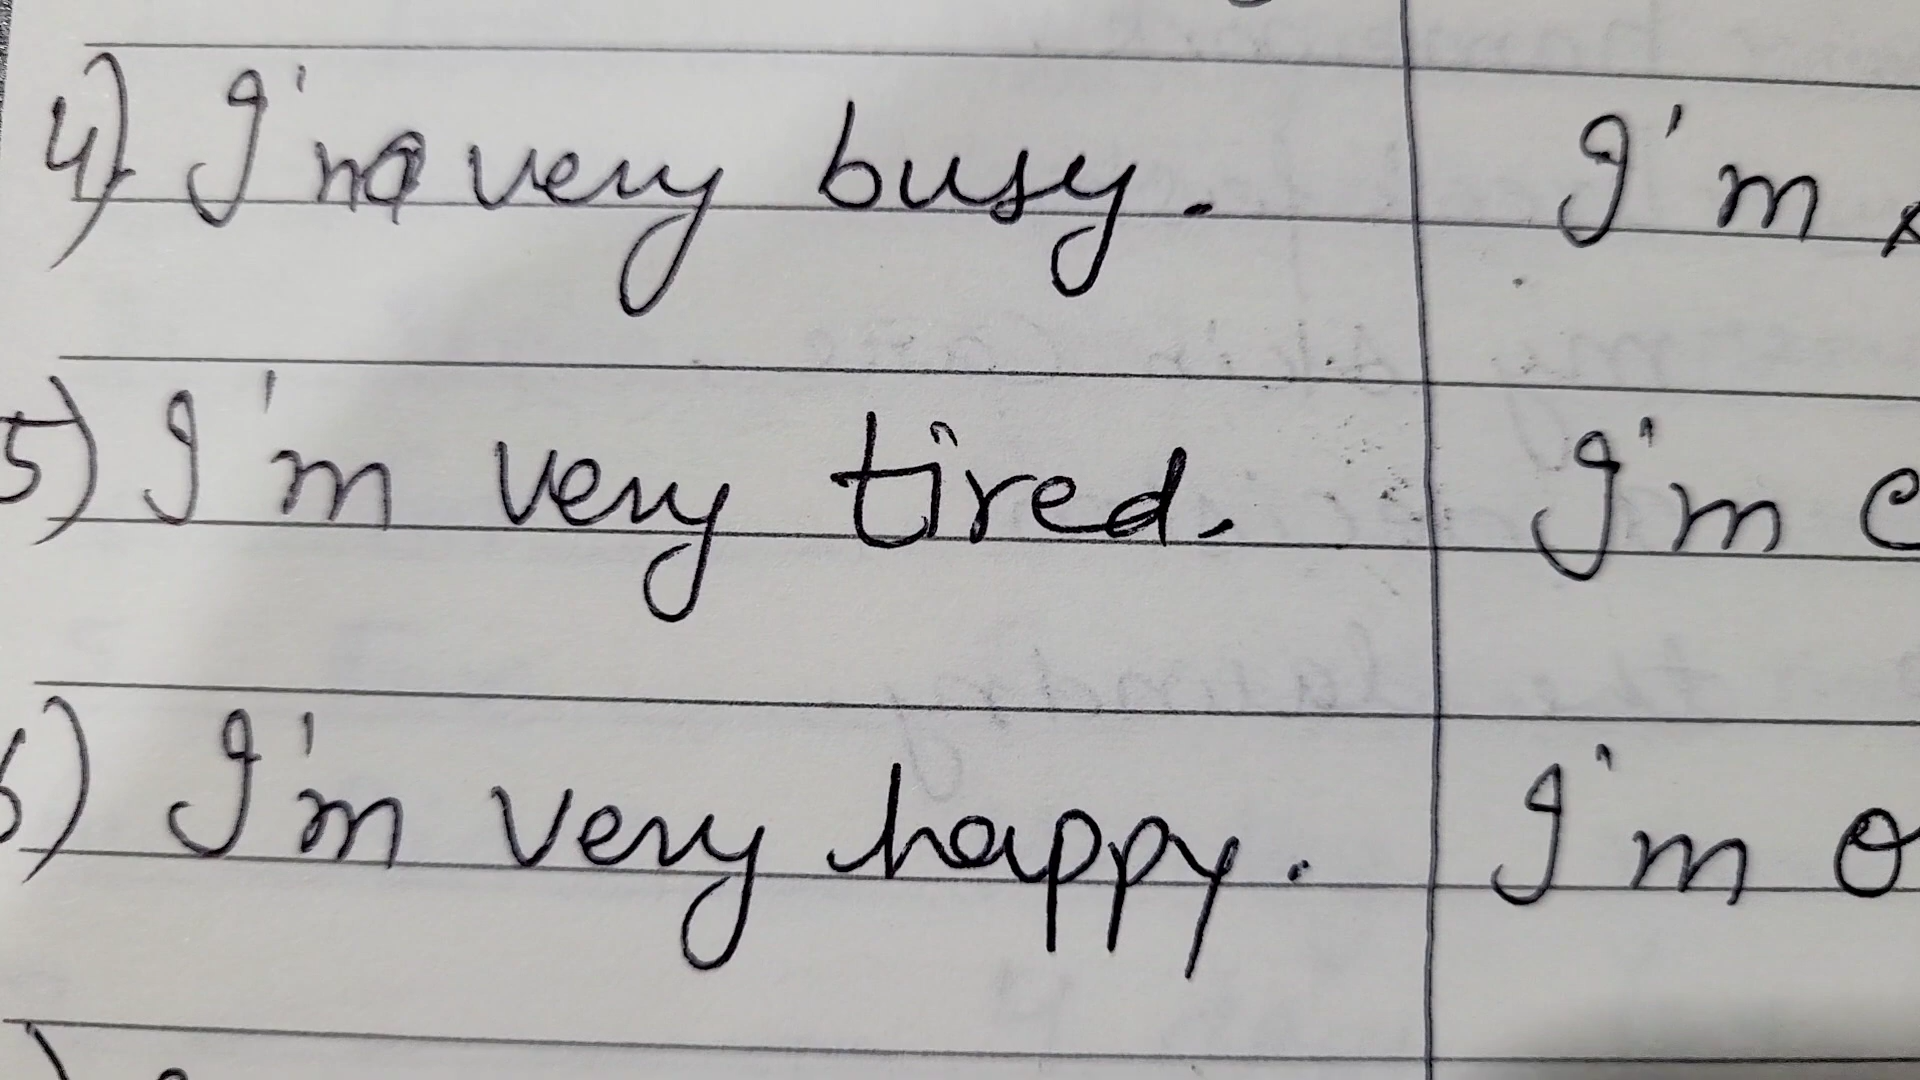 4) I'm very busy. I'm
5) I'm very tired. I'm
6) I'm very happy. I'm